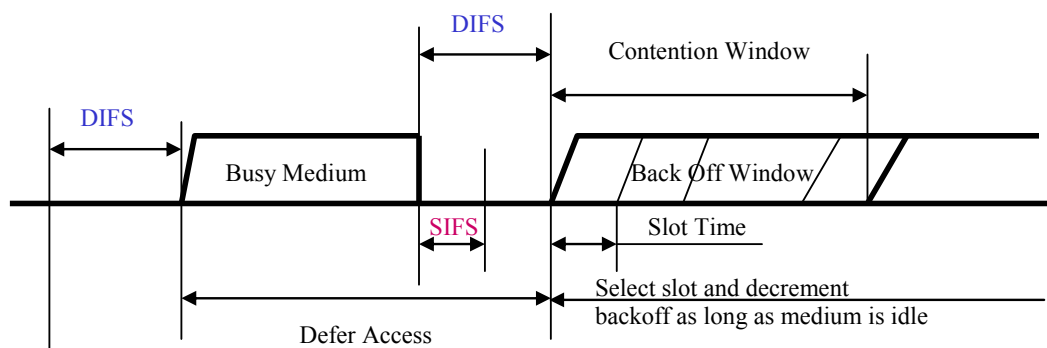 DIFS
Contention Window
DIFS
Busy Medium
Back Off Window
SIFS
Slot Time
Select slot and decrement
backoff as long as medium is idle
Defer Access